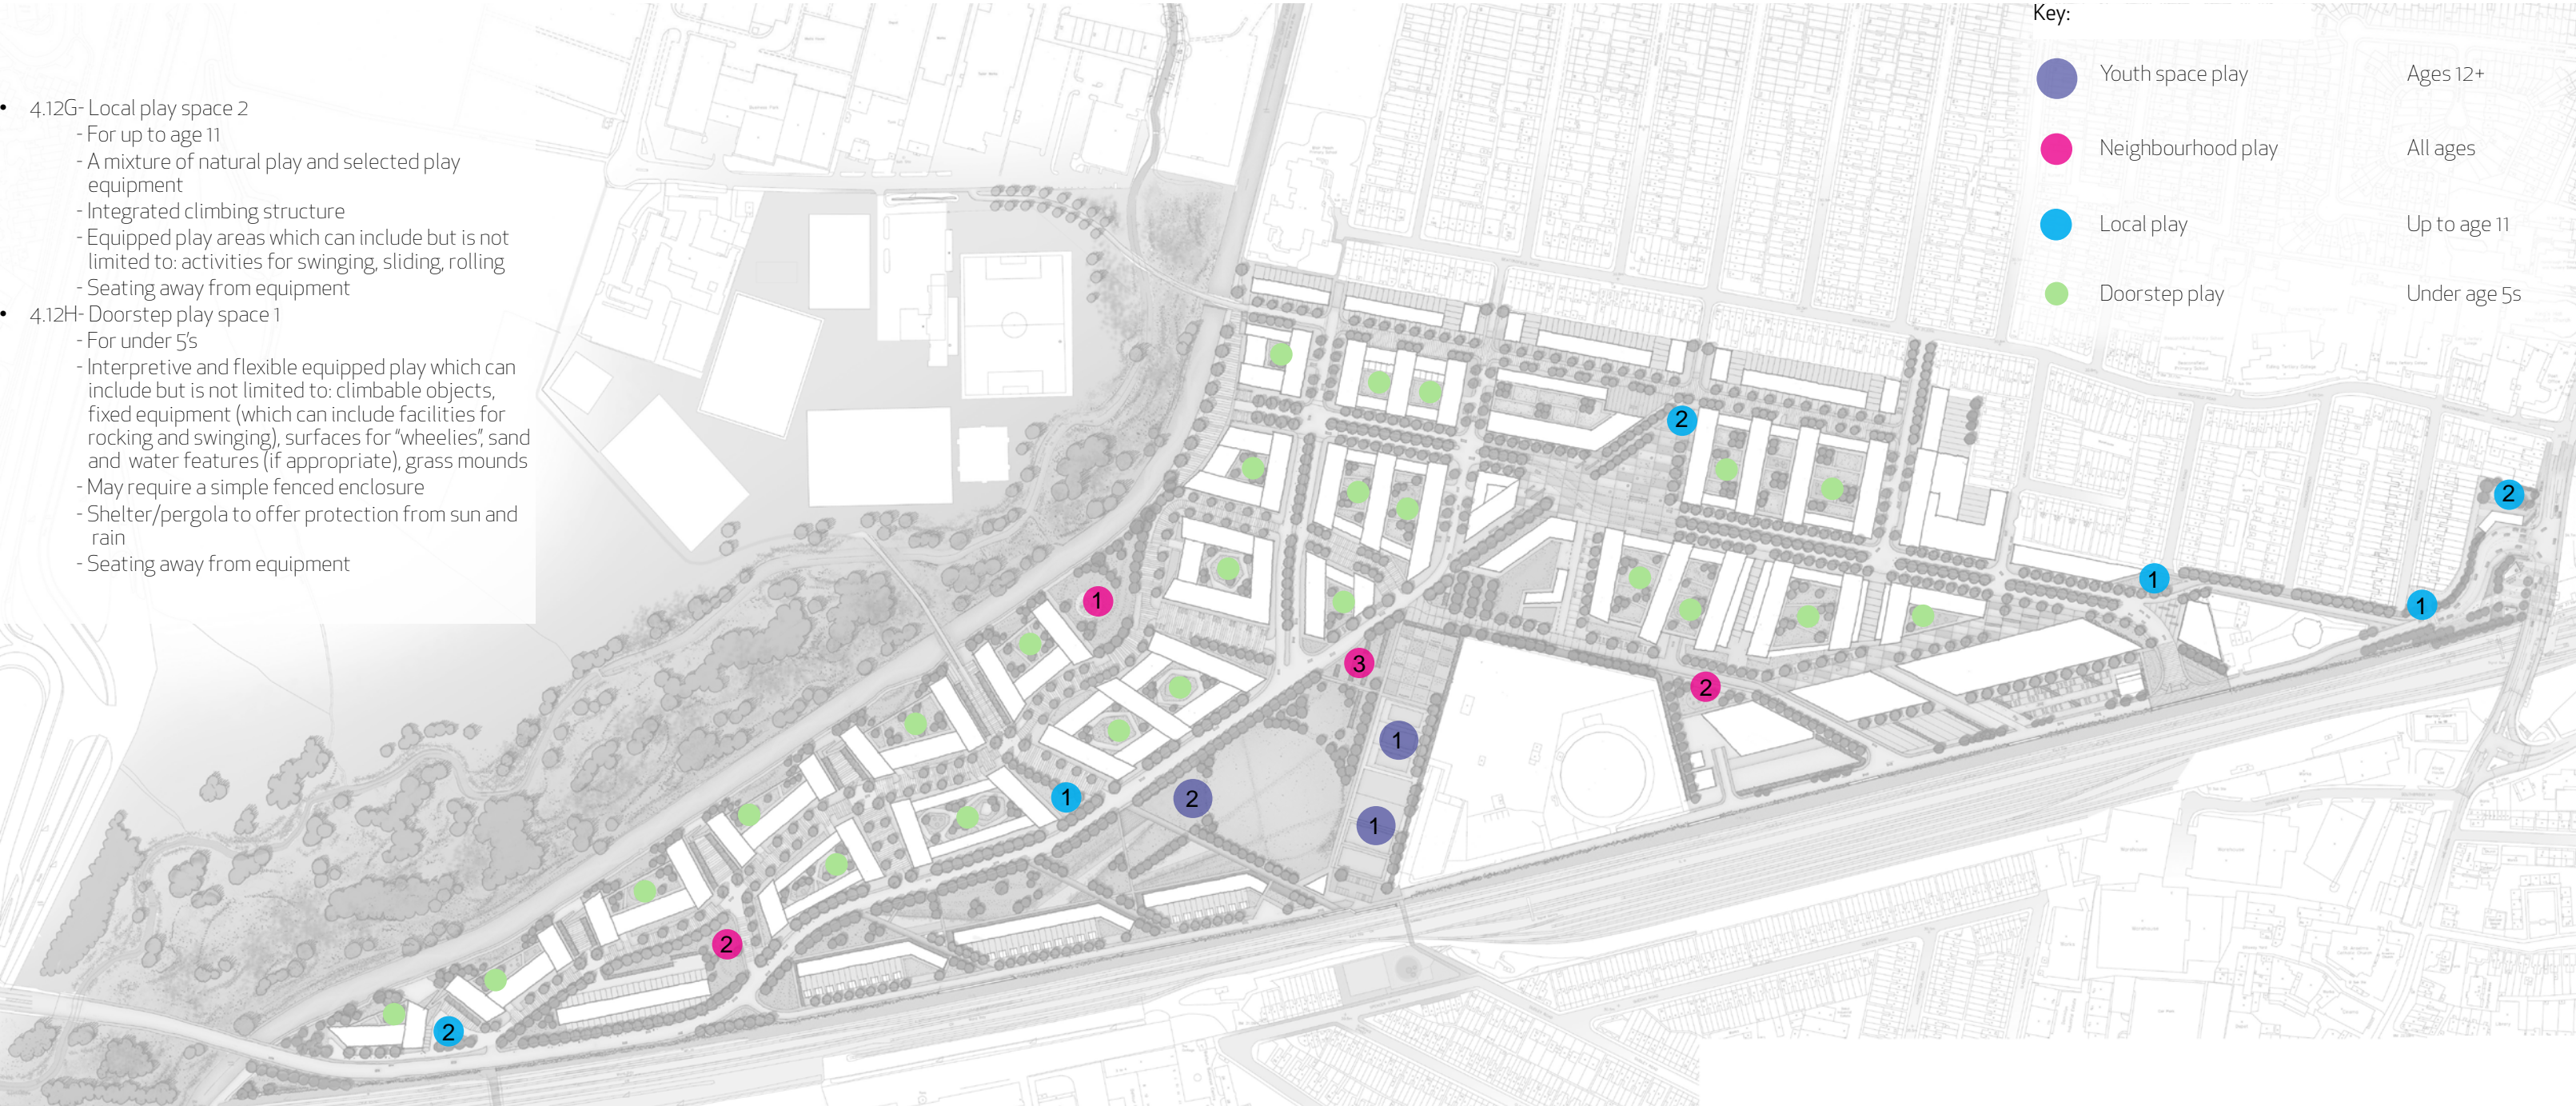 • 4.12G- Local play space 2
- For up to age 11
- A mixture of natural play and selected play
equipment
- Integrated climbing structure
- Equipped play areas which can include but is not
limited to: activities for swinging, sliding, rolling
- Seating away from equipment
• 4.12H- Doorstep play space 1
- For under 5's
- Interpretive and flexible equipped play which can
include but is not limited to: climbable objects,
fixed equipment (which can include facilities for
rocking and swinging), surfaces for "wheelies", sand
and water features (if appropriate), grass mounds
- May require a simple fenced enclosure
- Shelter/pergola to offer protection from sun and
rain
- Seating away from equipment
Key:
Youth space play Ages 12+
Neighbourhood play All ages
Local play Up to age 11
Doorstep play Under age 5s
2
2
1
1
1
3
2
1
1
2
1
2
2